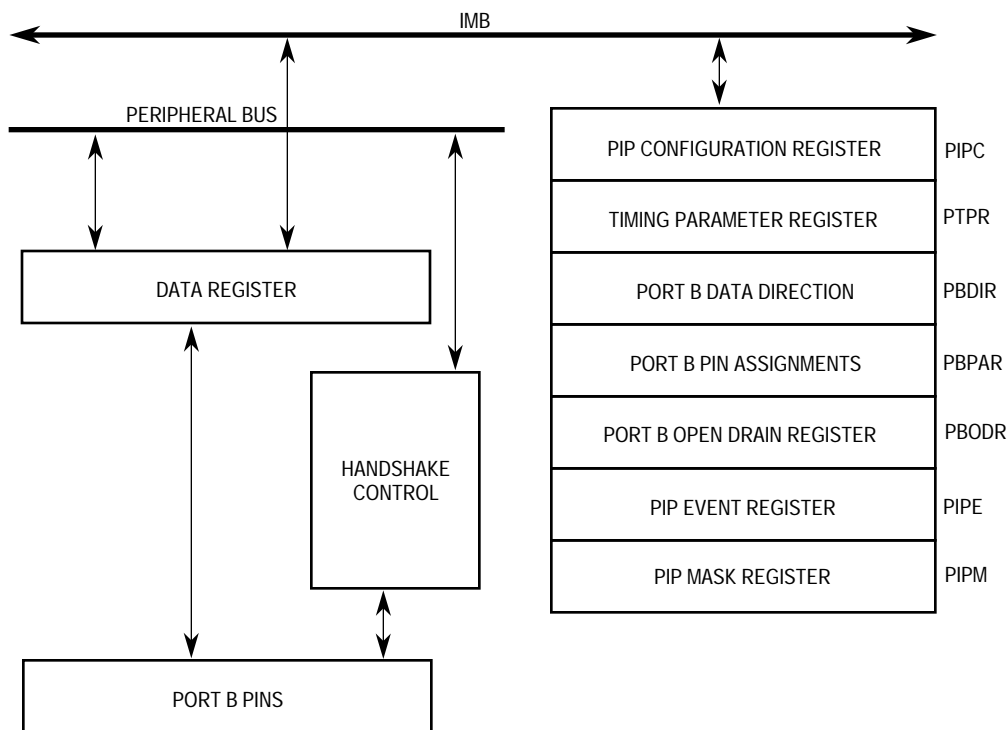 IMB
PERIPHERAL BUS
PIP CONFIGURATION REGISTER PIPC
TIMING PARAMETER REGISTER PTPR
DATA REGISTER
PORT B DATA DIRECTION PBDIR
PORT B PIN ASSIGNMENTS PBPAR
PORT B OPEN DRAIN REGISTER PBODR
HANDSHAKE
CONTROL
PIP EVENT REGISTER PIPE
PIP MASK REGISTER PIPM
PORT B PINS